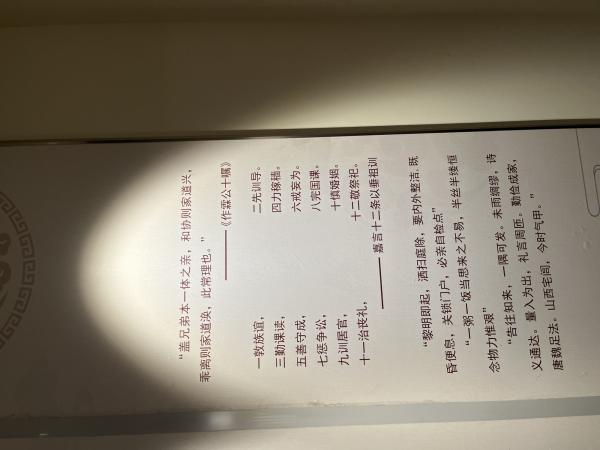 “盖兄弟本一体之亲，和协则家道兴，
乖离则家道涣，此常理也。”
——《作霖公十嘱》
一敦族谊， 二先训导。
三勤课读， 四力稼穑。
五善守成， 六戒妄为。
七惩争讼， 八完国课。
九训居官， 十慎婚姻。
十一治丧礼， 十二敬祭祀。
——嘉言十二条以垂祖训
“黎明即起，洒扫庭除，要内外整洁，既
昏便息，关锁门户，必亲自检点”
“一粥一饭当思来之不易，半丝半缕恒
念物力惟艰”
“告往知来，一隅可发。未雨绸缪，诗
义通达。量入为出，礼言周匝。勤俭成家，
唐魏足法。山西宅闾，今时气甲。”